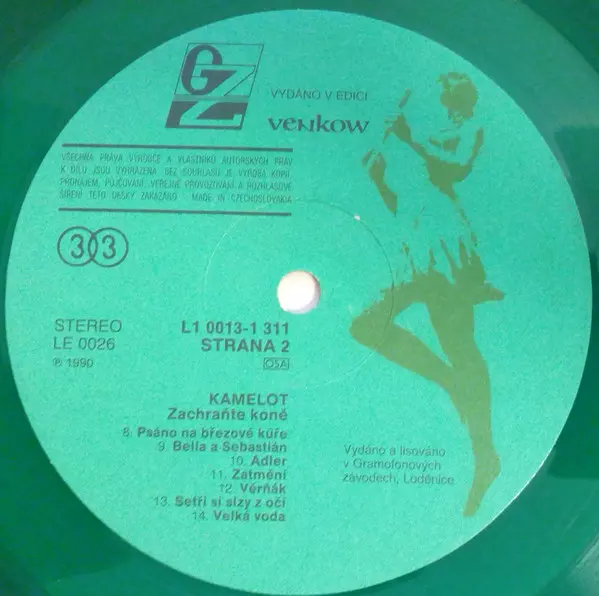 GZ
VYDÁNO V EDICI
VENKOW
VŠECHNA PRÁVA VÝROBCE A VLASTNÍKŮ AUTORSKÝCH PRÁV
K DÍLU JSOU VYHRAZENA. BEZ SOUHLASU JE VÝROBA KOPIÍ,
PRONÁJEM, PŮJČOVÁNÍ, VEŘEJNÉ PROVOZOVÁNÍ A ROZHLASOVÉ
ŠÍŘENÍ TÉTO DESKY ZAKÁZÁNO · MADE IN CZECHOSLOVAKIA
33
STEREO
LE 0026
℗ 1990
L1 0013-1 311
STRANA 2
OSA
KAMELOT
Zachraňte koně
8. Psáno na březové kůře
9. Bella a Sebastián
10. Adler
11. Zatmění
12. Věrňák
13. Setři si slzy z očí
14. Velká voda
Vydáno a lisováno
v Gramofonových
závodech, Loděnice